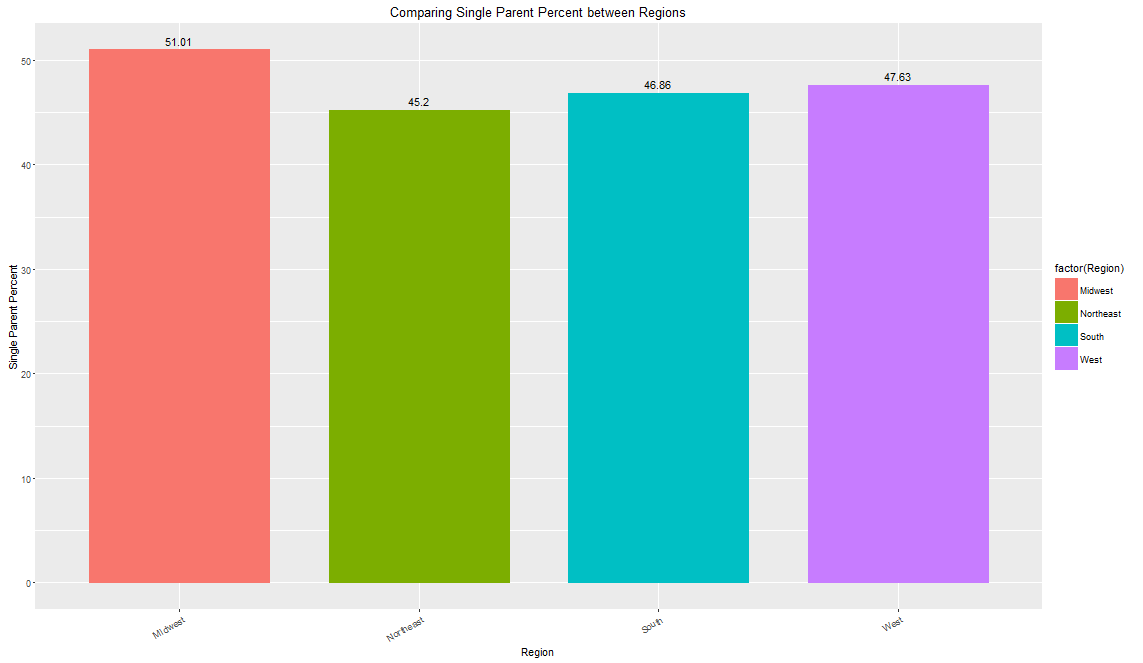 Comparing Single Parent Percent between Regions
51.01
45.2
46.86
47.63
Single Parent Percent
50
40
30
20
10
0
Midwest
Northeast
South
West
Region
factor(Region)
Midwest
Northeast
South
West